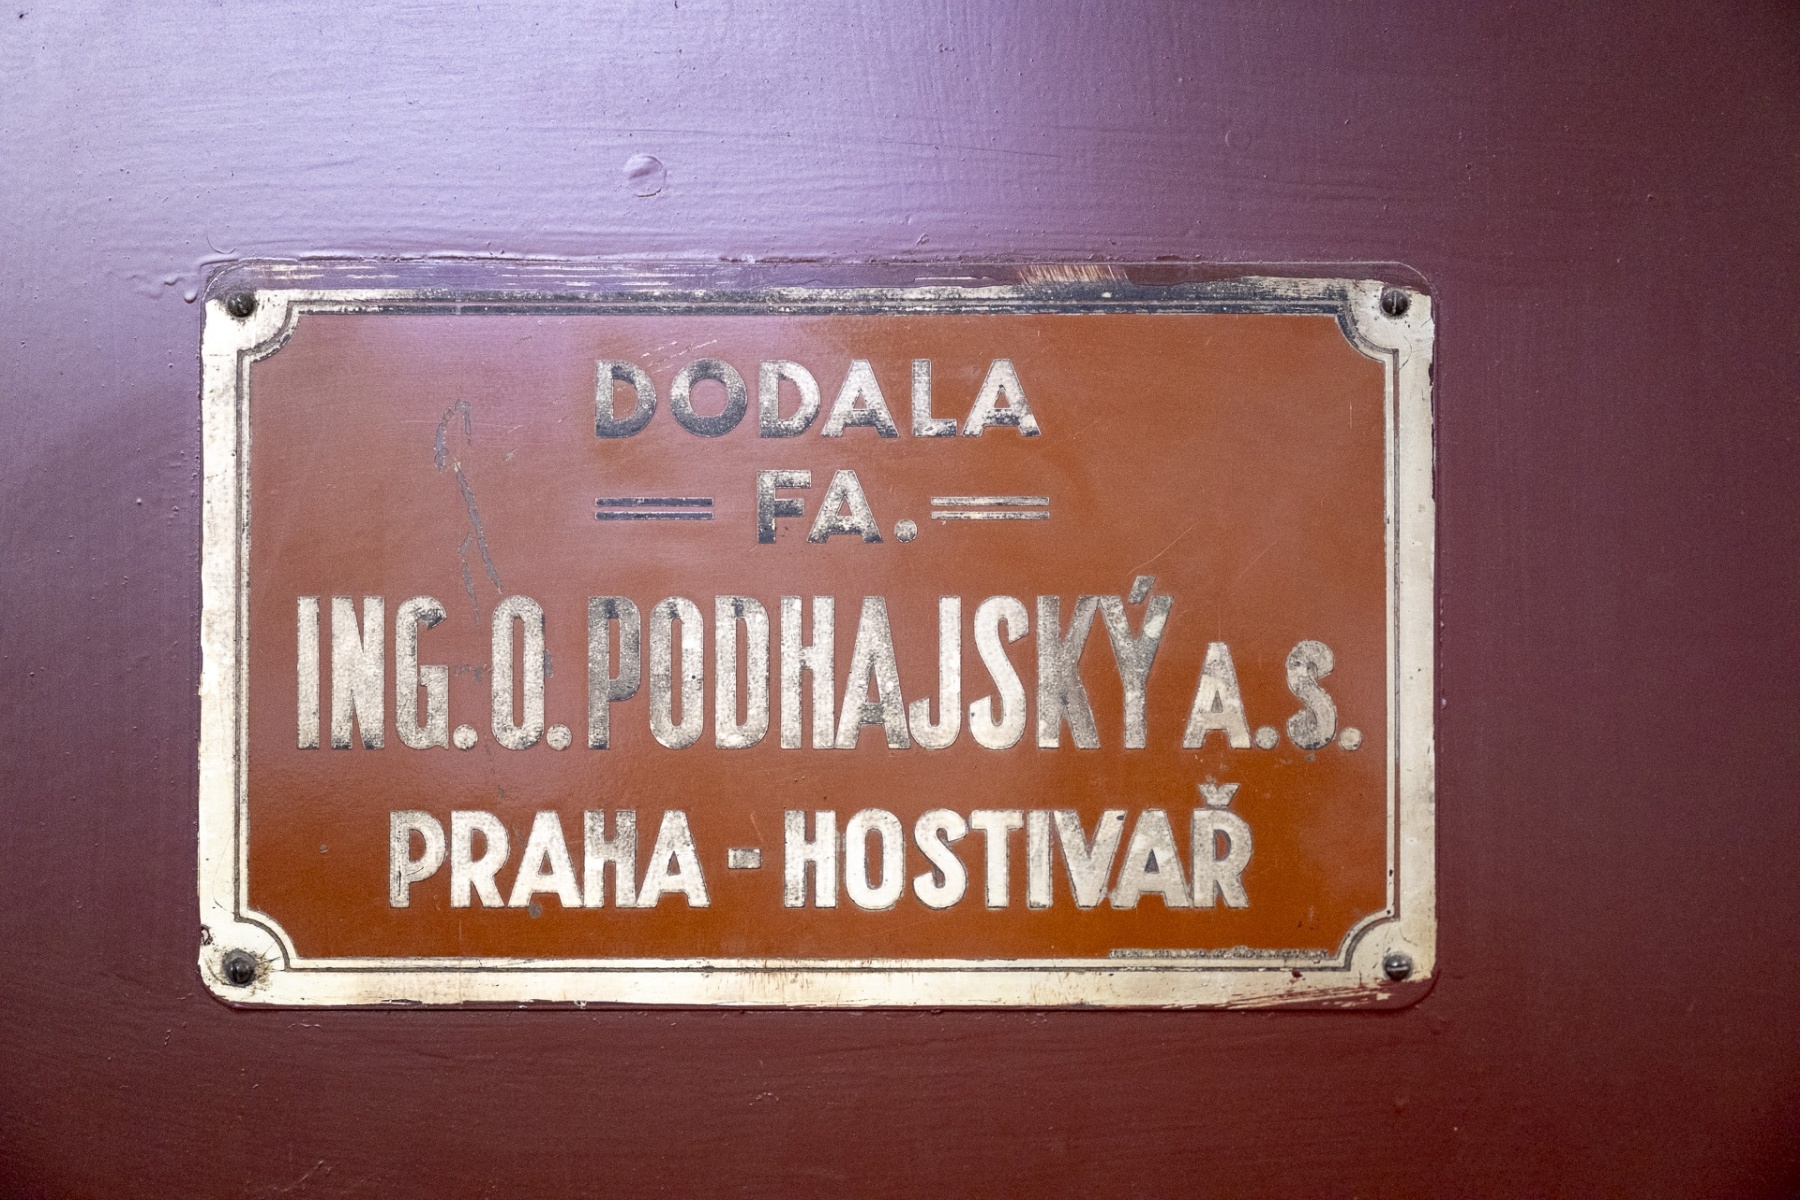 DODALA
FA.
ING. O. PODHAJSKÝ A.S.
PRAHA - HOSTIVAŘ